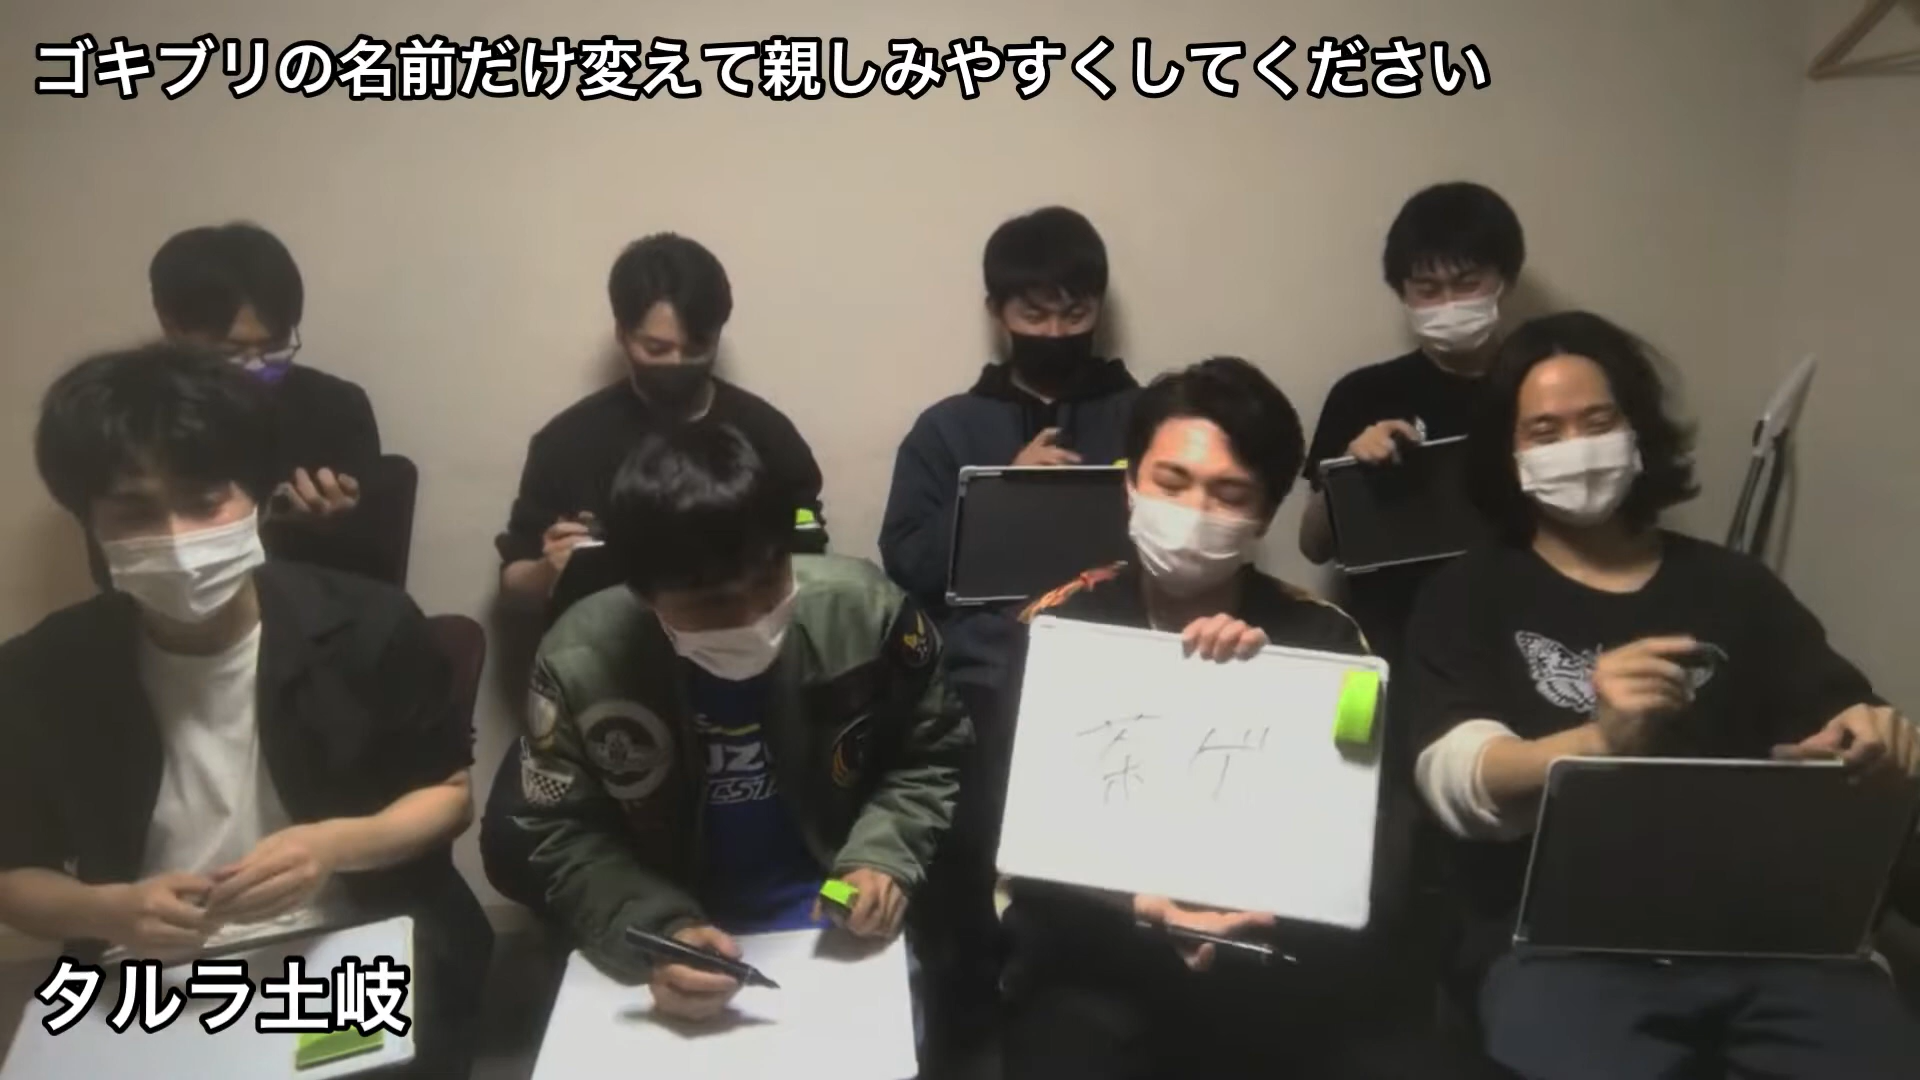 ゴキブリの名前だけ変えて親しみやすくしてください
茶ゲ
タルラ土岐